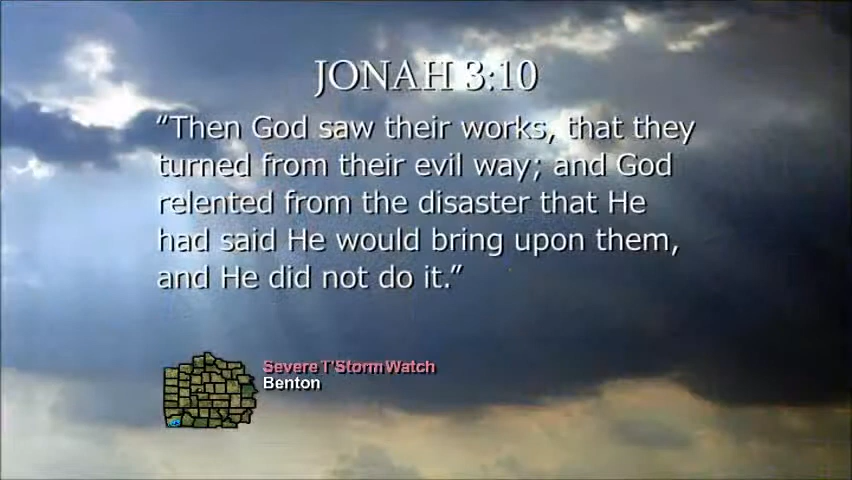 JONAH 3:10
“Then God saw their works, that they
turned from their evil way; and God
relented from the disaster that He
had said He would bring upon them,
and He did not do it.”
Severe T'Storm Watch
Benton